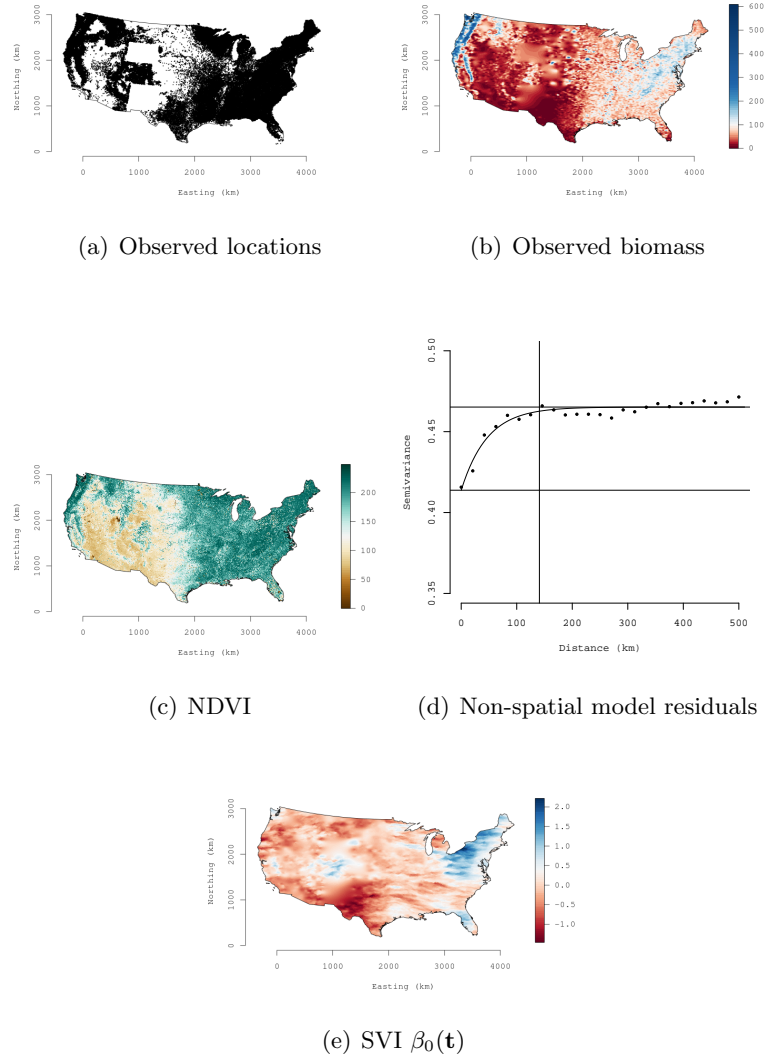 3000
2000
1000
0
Northing (km)
0 1000 2000 3000 4000
Easting (km)
(a) Observed locations
3000
2000
1000
0
Northing (km)
0 1000 2000 3000 4000
Easting (km)
600
500
400
300
200
100
0
(b) Observed biomass
3000
2000
1000
0
Northing (km)
0 1000 2000 3000 4000
Easting (km)
200
150
100
50
0
(c) NDVI
0.50
0.45
0.40
0.35
Semivariance
0 100 200 300 400 500
Distance (km)
(d) Non-spatial model residuals
3000
2000
1000
0
Northing (km)
0 1000 2000 3000 4000
Easting (km)
2.0
1.5
1.0
0.5
0.0
-0.5
-1.0
(e) SVI β₀(t)